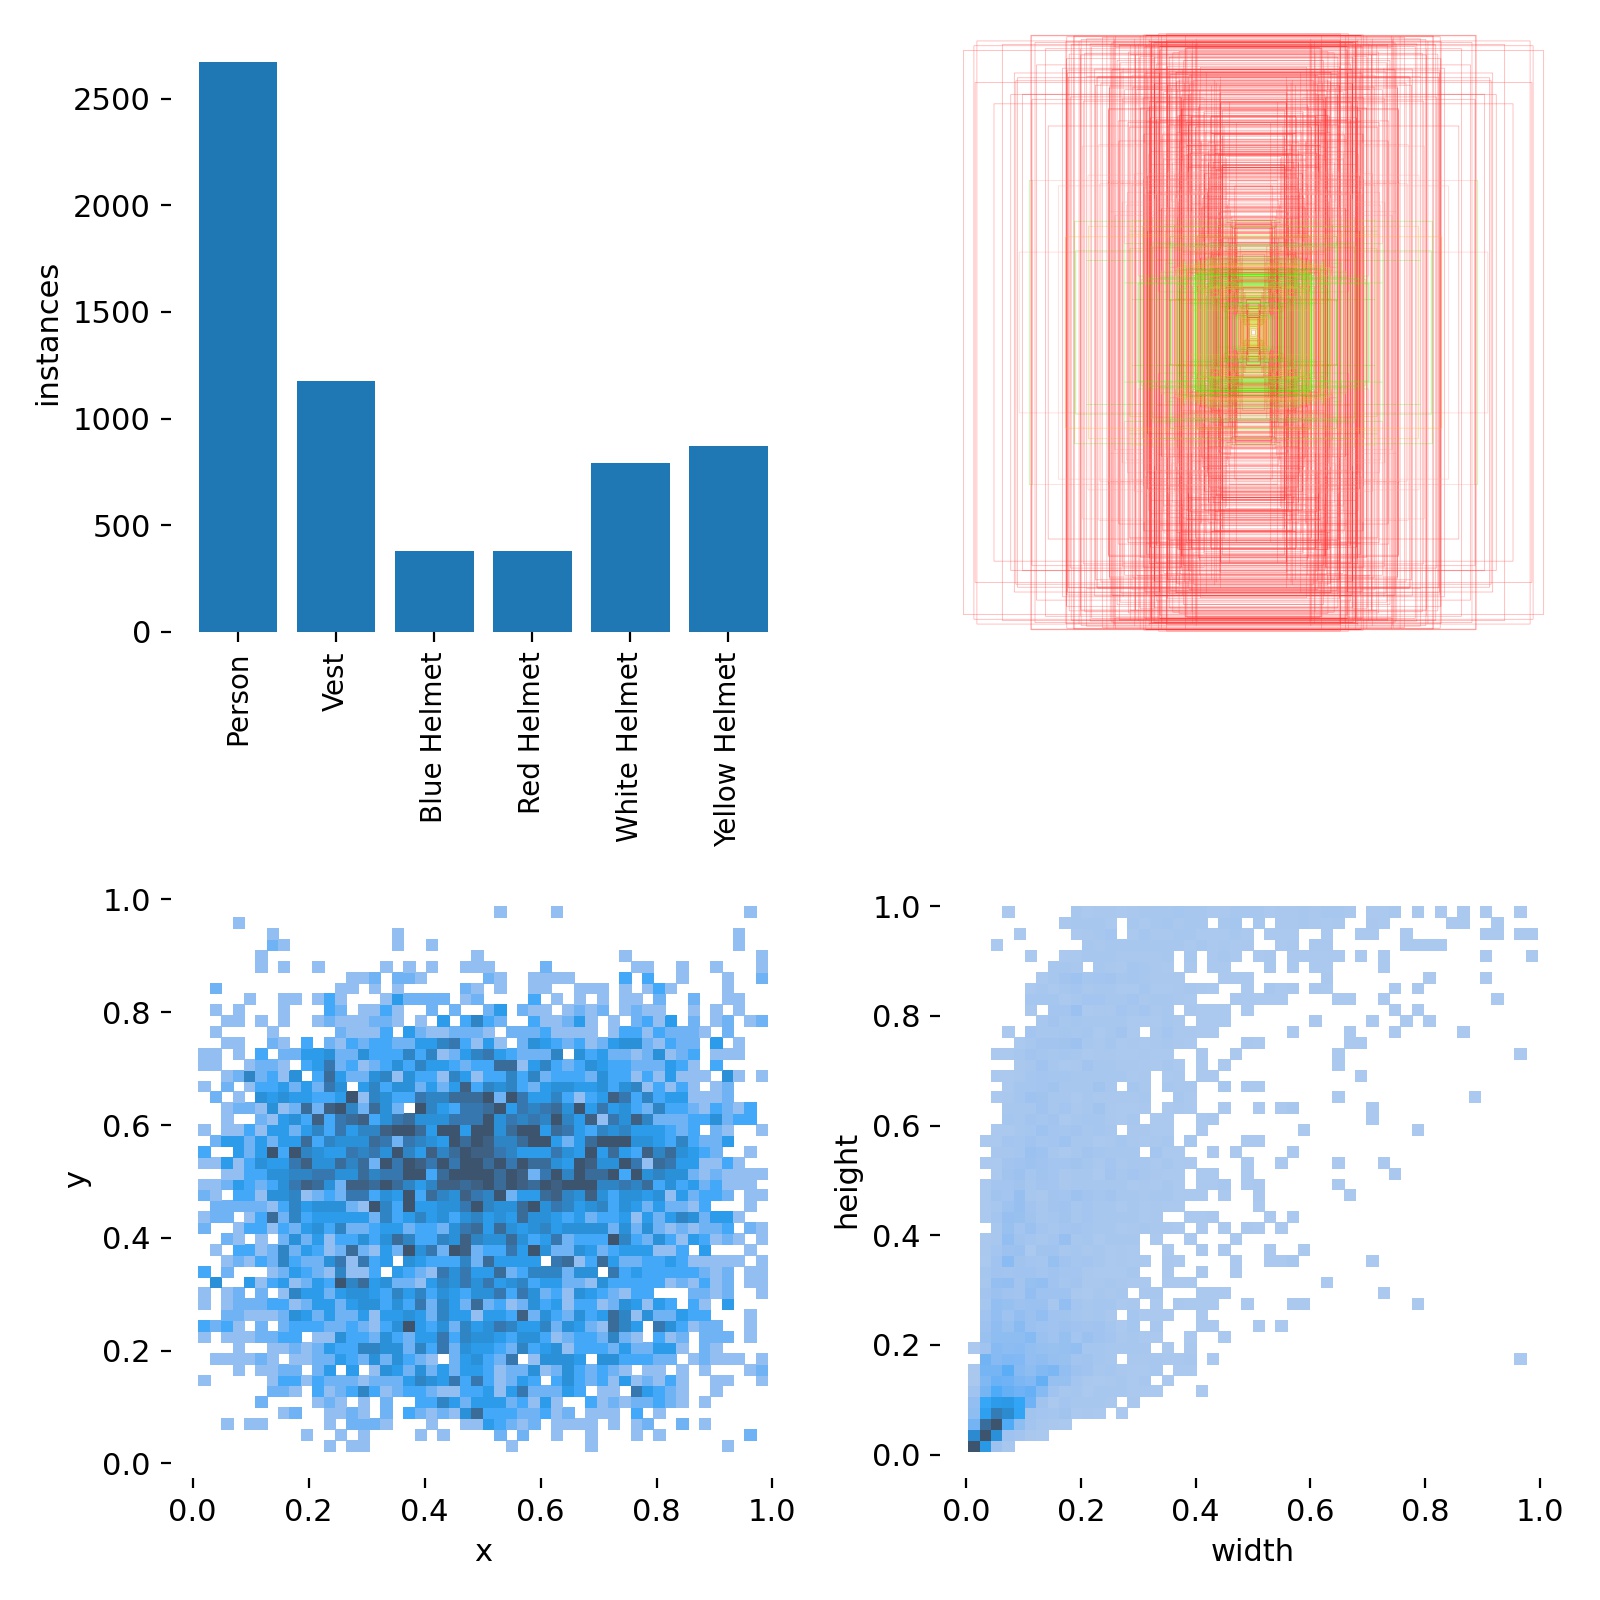 2500
2000
1500
1000
500
0
instances
Person
Vest
Blue Helmet
Red Helmet
White Helmet
Yellow Helmet
1.0
0.8
0.6
0.4
0.2
0.0
y
0.0 0.2 0.4 0.6 0.8 1.0
x
1.0
0.8
0.6
0.4
0.2
0.0
height
0.0 0.2 0.4 0.6 0.8 1.0
width